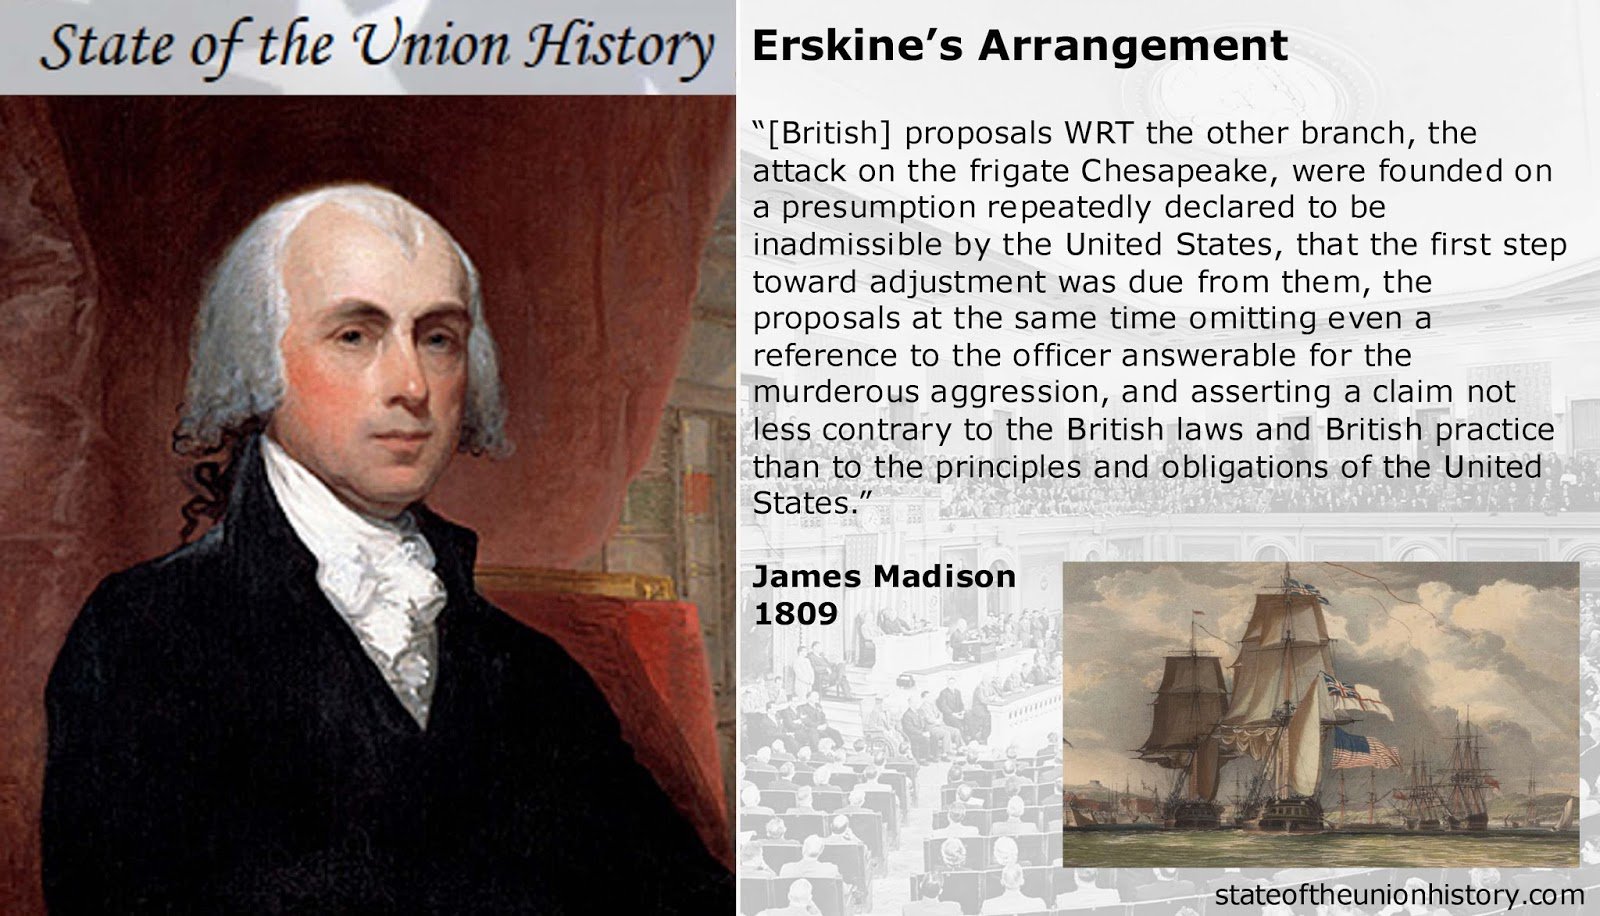 State of the Union History
Erskine’s Arrangement
“[British] proposals WRT the other branch, the
attack on the frigate Chesapeake, were founded on
a presumption repeatedly declared to be
inadmissible by the United States, that the first step
toward adjustment was due from them, the
proposals at the same time omitting even a
reference to the officer answerable for the
murderous aggression, and asserting a claim not
less contrary to the British laws and British practice
than to the principles and obligations of the United
States.”
James Madison
1809
stateoftheunionhistory.com